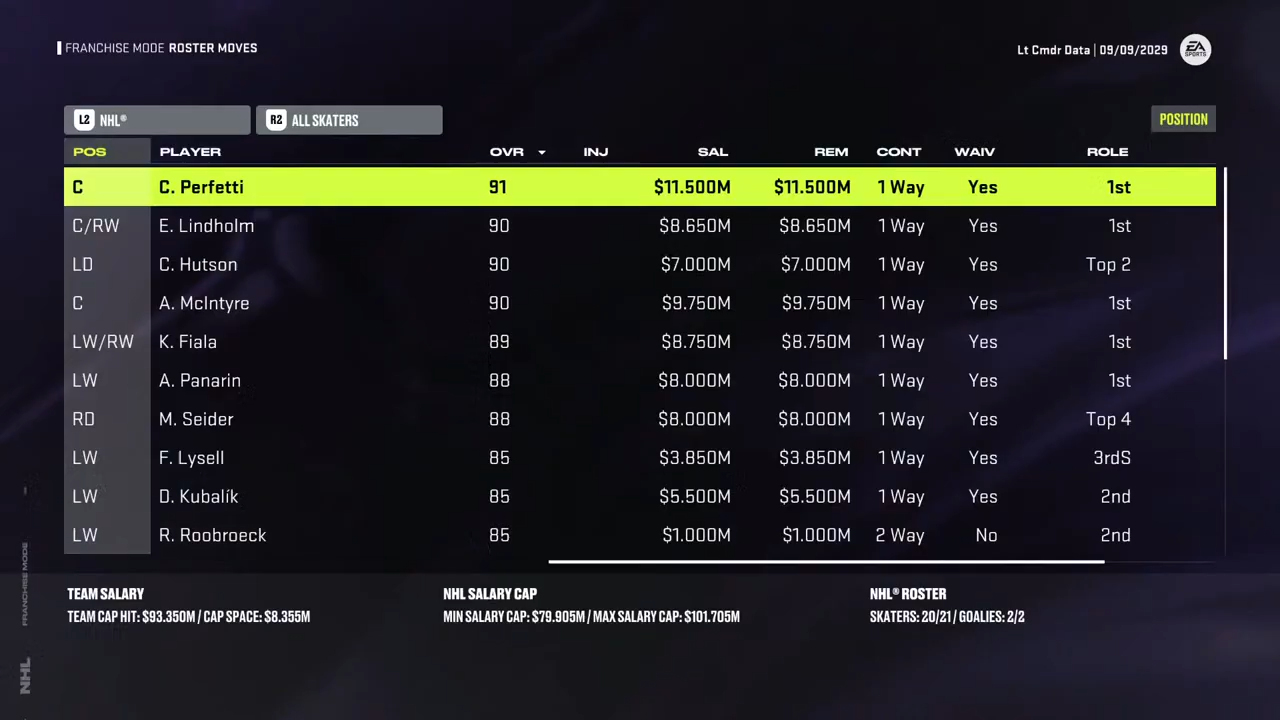 FRANCHISE MODE ROSTER MOVES
Lt Cmdr Data | 09/09/2029
EA SPORTS
L2 NHL®
R2 ALL SKATERS
POSITION
POS PLAYER OVR INJ SAL REM CONT WAIV ROLE
C C. Perfetti 91 $11.500M $11.500M 1 Way Yes 1st
C/RW E. Lindholm 90 $8.650M $8.650M 1 Way Yes 1st
LD C. Hutson 90 $7.000M $7.000M 1 Way Yes Top 2
C A. McIntyre 90 $9.750M $9.750M 1 Way Yes 1st
LW/RW K. Fiala 89 $8.750M $8.750M 1 Way Yes 1st
LW A. Panarin 88 $8.000M $8.000M 1 Way Yes 1st
RD M. Seider 88 $8.000M $8.000M 1 Way Yes Top 4
LW F. Lysell 85 $3.850M $3.850M 1 Way Yes 3rdS
LW D. Kubalík 85 $5.500M $5.500M 1 Way Yes 2nd
LW R. Roobroeck 85 $1.000M $1.000M 2 Way No 2nd
TEAM SALARY
TEAM CAP HIT: $93.350M / CAP SPACE: $8.355M
NHL SALARY CAP
MIN SALARY CAP: $79.905M / MAX SALARY CAP: $101.705M
NHL® ROSTER
SKATERS: 20/21 / GOALIES: 2/2
FRANCHISE MODE
NHL